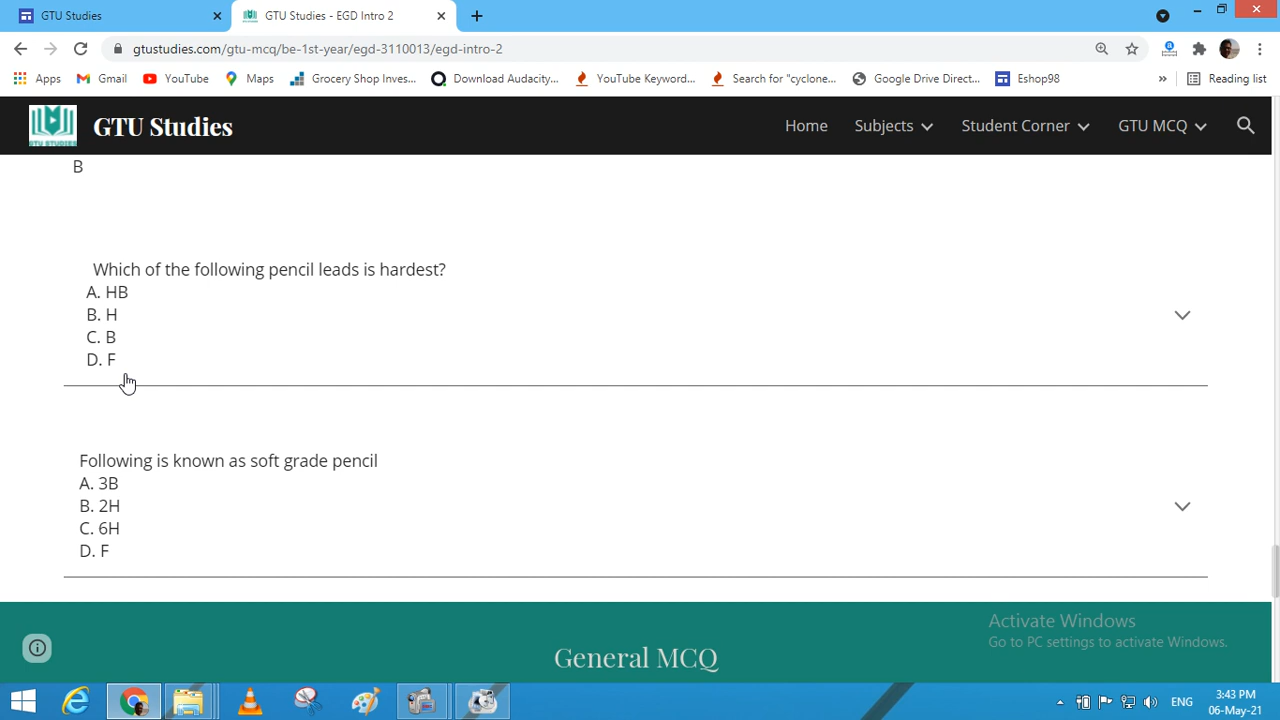 GTU Studies
GTU Studies - EGD Intro 2
gtustudies.com/gtu-mcq/be-1st-year/egd-3110013/egd-intro-2
Apps
Gmail
YouTube
Maps
Grocery Shop Inves...
Download Audacity...
YouTube Keyword...
Search for "cyclone...
Google Drive Direct...
Eshop98
»
Reading list
GTU Studies
Home
Subjects
Student Corner
GTU MCQ
B
Which of the following pencil leads is hardest?
A. HB
B. H
C. B
D. F
Following is known as soft grade pencil
A. 3B
B. 2H
C. 6H
D. F
Activate Windows
Go to PC settings to activate Windows.
General MCQ
ENG
3:43 PM
06-May-21